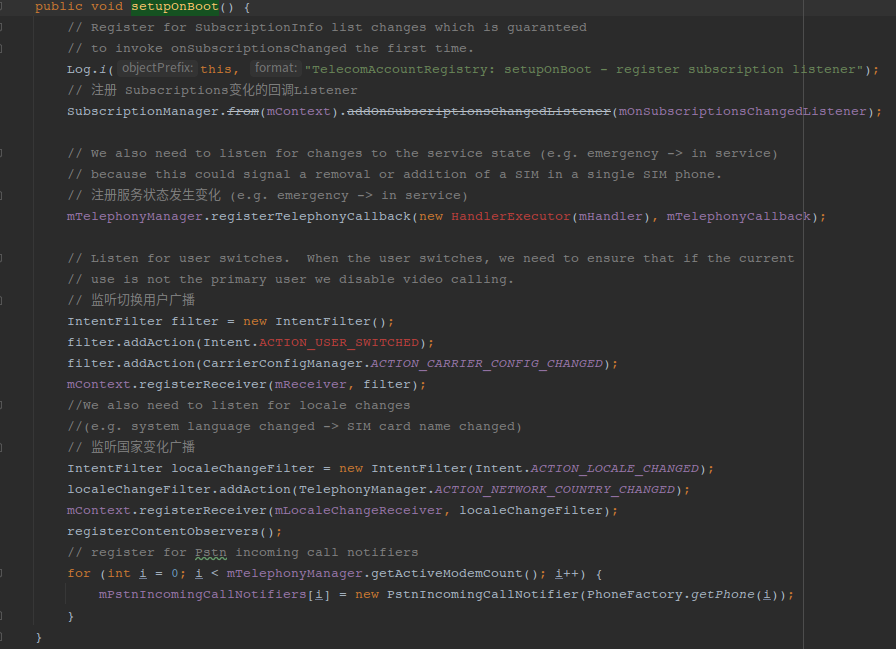 public void setupOnBoot() {
// Register for SubscriptionInfo list changes which is guaranteed
// to invoke onSubscriptionsChanged the first time.
Log.i( objectPrefix: this, format: "TelecomAccountRegistry: setupOnBoot - register subscription listener");
// 注册 Subscriptions变化的回调Listener
SubscriptionManager.from(mContext).addOnSubscriptionsChangedListener(mOnSubscriptionsChangedListener);
// We also need to listen for changes to the service state (e.g. emergency -> in service)
// because this could signal a removal or addition of a SIM in a single SIM phone.
// 注册服务状态发生变化 (e.g. emergency -> in service)
mTelephonyManager.registerTelephonyCallback(new HandlerExecutor(mHandler), mTelephonyCallback);
// Listen for user switches.  When the user switches, we need to ensure that if the current
// use is not the primary user we disable video calling.
// 监听切换用户广播
IntentFilter filter = new IntentFilter();
filter.addAction(Intent.ACTION_USER_SWITCHED);
filter.addAction(CarrierConfigManager.ACTION_CARRIER_CONFIG_CHANGED);
mContext.registerReceiver(mReceiver, filter);
//We also need to listen for locale changes
//(e.g. system language changed -> SIM card name changed)
// 监听国家变化广播
IntentFilter localeChangeFilter = new IntentFilter(Intent.ACTION_LOCALE_CHANGED);
localeChangeFilter.addAction(TelephonyManager.ACTION_NETWORK_COUNTRY_CHANGED);
mContext.registerReceiver(mLocaleChangeReceiver, localeChangeFilter);
registerContentObservers();
// register for Pstn incoming call notifiers
for (int i = 0; i < mTelephonyManager.getActiveModemCount(); i++) {
mPstnIncomingCallNotifiers[i] = new PstnIncomingCallNotifier(PhoneFactory.getPhone(i));
}
}